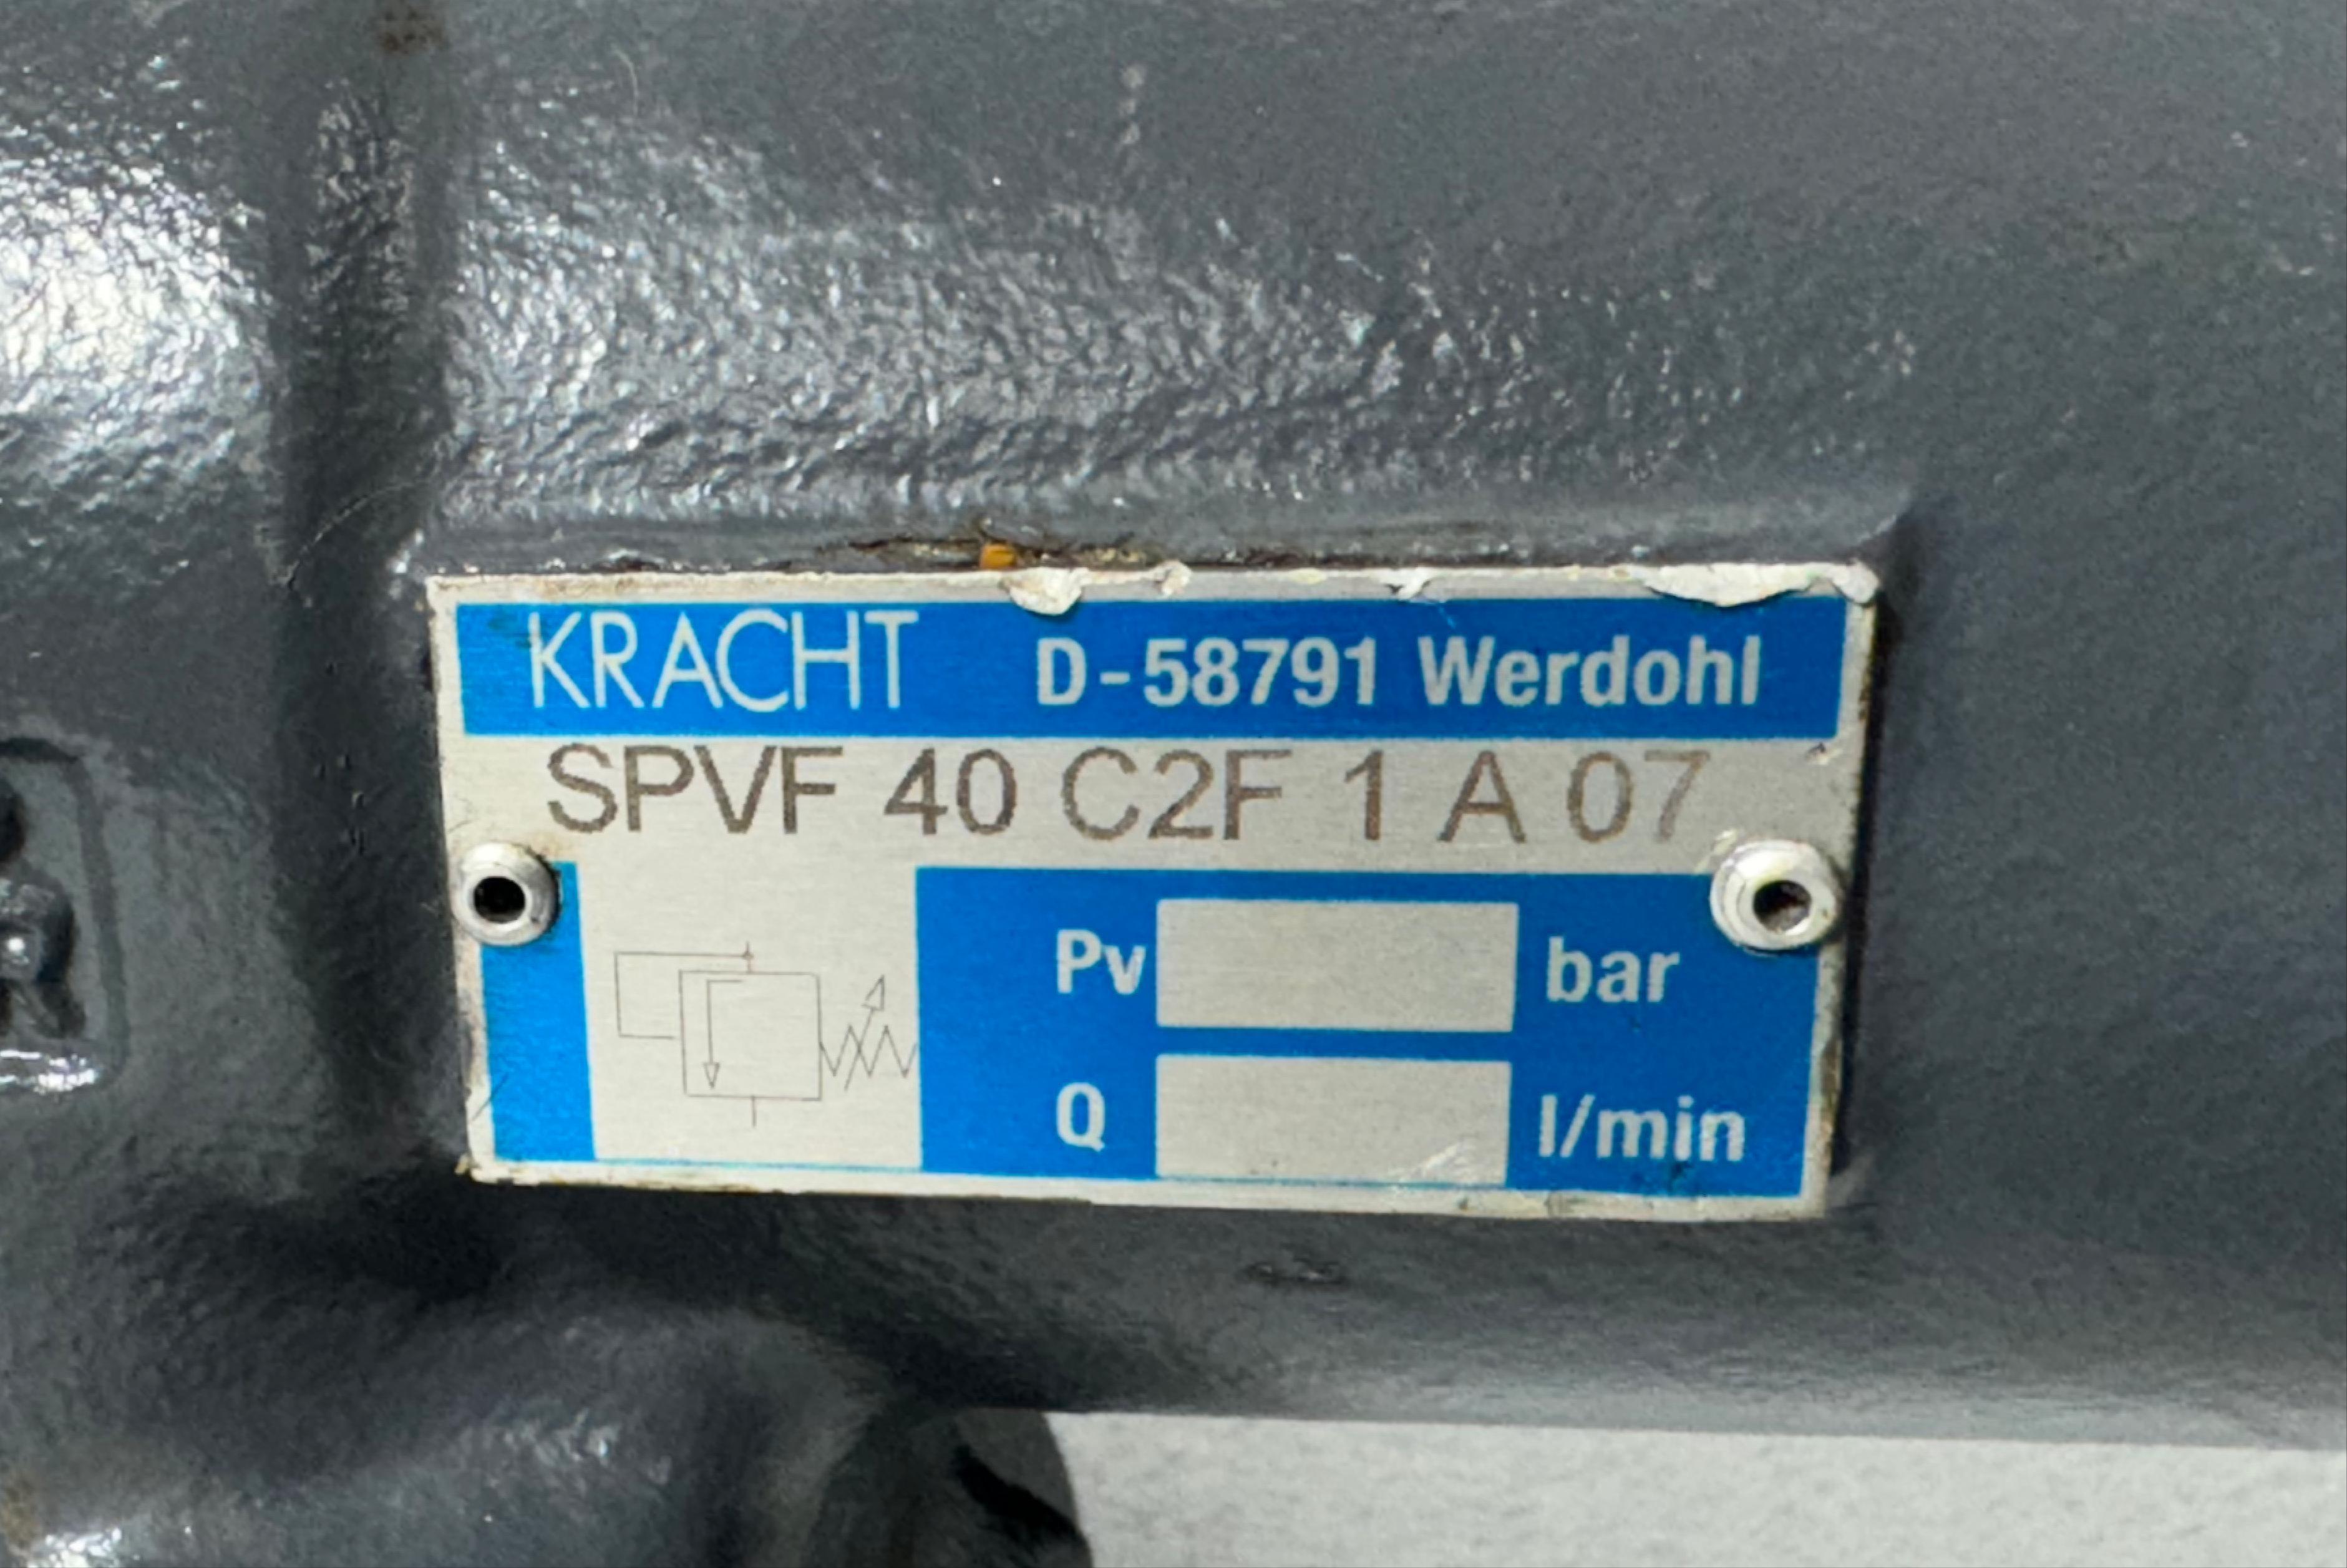 KRACHT D-58791 Werdohl
SPVF 40 C2F 1 A 07
Pv bar
Q l/min
R